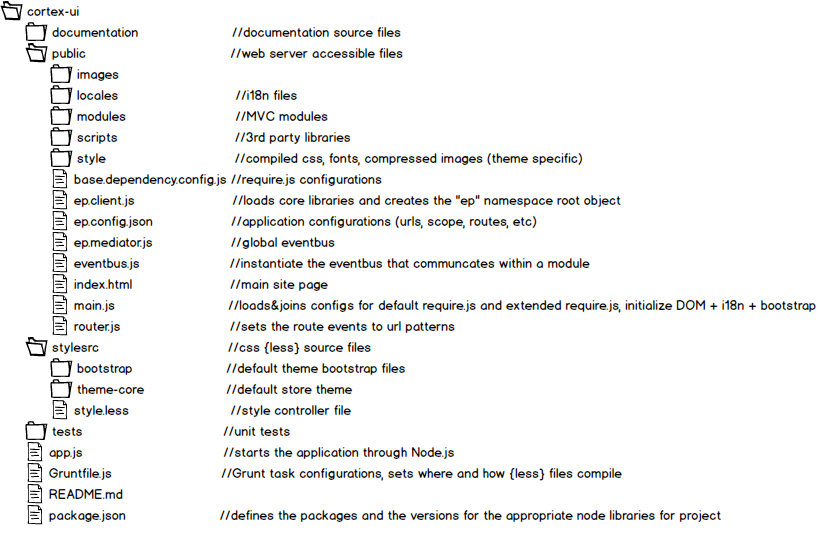 cortex-ui
documentation //documentation source files
public //web server accessible files
images
locales //i18n files
modules //MVC modules
scripts //3rd party libraries
style //compiled css, fonts, compressed images (theme specific)
base.dependency.config.js //require.js configurations
ep.client.js //loads core libraries and creates the "ep" namespace root object
ep.config.json //application configurations (urls, scope, routes, etc)
ep.mediator.js //global eventbus
eventbus.js //instantiate the eventbus that communcates within a module
index.html //main site page
main.js //loads&joins configs for default require.js and extended require.js, initialize DOM + i18n + bootstrap
router.js //sets the route events to url patterns
stylesrc //css {less} source files
bootstrap //default theme bootstrap files
theme-core //default store theme
style.less //style controller file
tests //unit tests
app.js //starts the application through Node.js
Gruntfile.js //Grunt task configurations, sets where and how {less} files compile
README.md
package.json //defines the packages and the versions for the appropriate node libraries for project